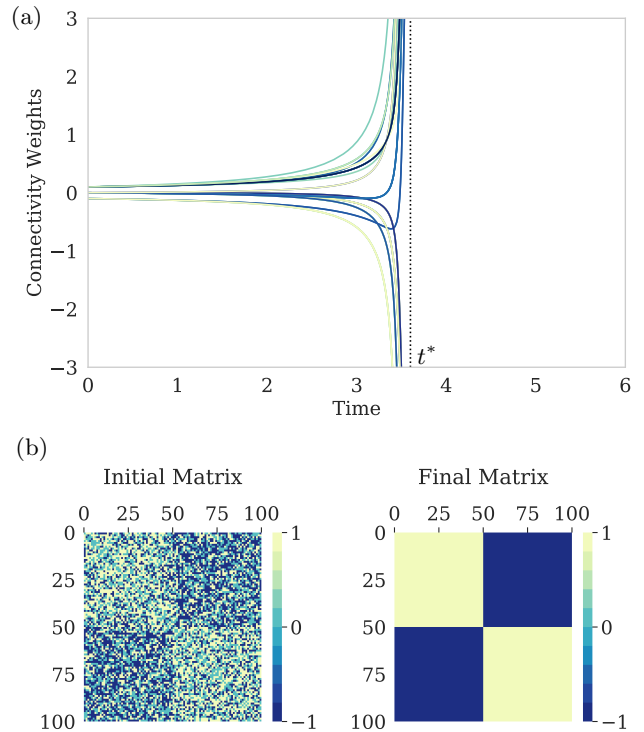 (a)
3
2
1
0
−1
−2
−3
Connectivity Weights
t*
0 1 2 3 4 5 6
Time
(b)
Initial Matrix Final Matrix
0 25 50 75 100 0 25 50 75 100
0 1 0 1
25 25
50 0 50 0
75 75
100 −1 100 −1